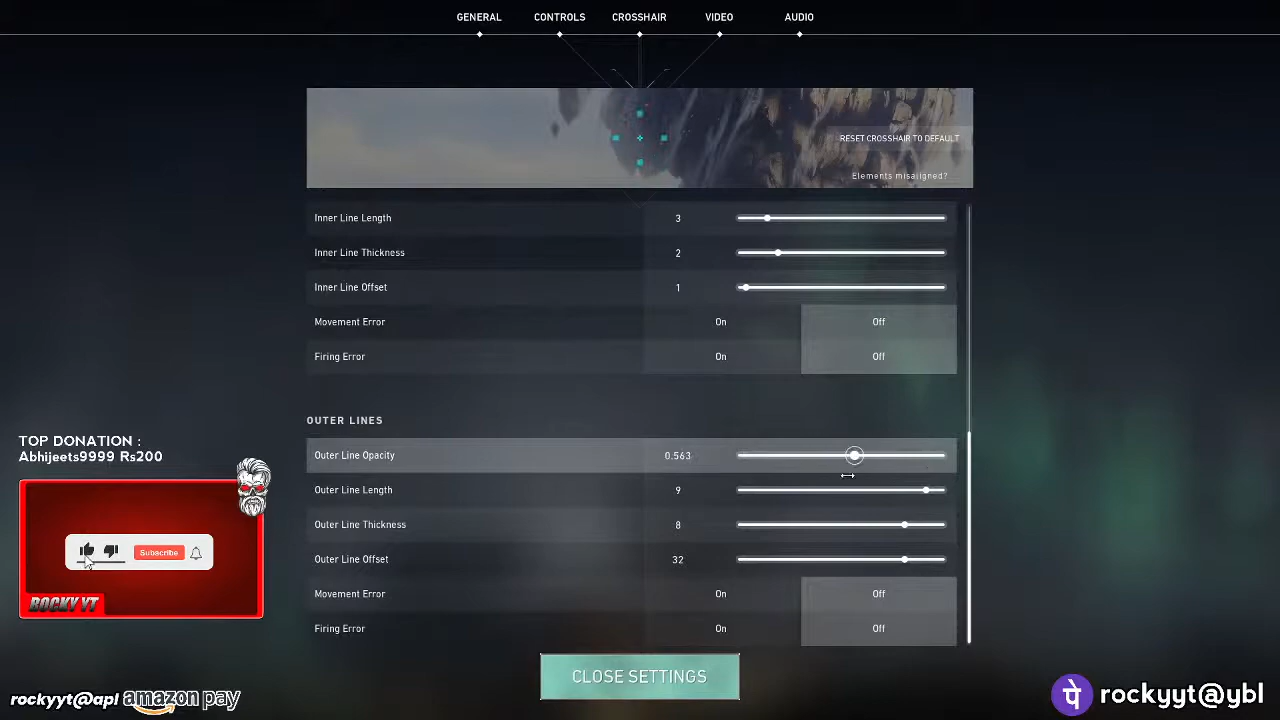 GENERAL CONTROLS CROSSHAIR VIDEO AUDIO
RESET CROSSHAIR TO DEFAULT
Elements misaligned?
Inner Line Length 3
Inner Line Thickness 2
Inner Line Offset 1
Movement Error On Off
Firing Error On Off
OUTER LINES
Outer Line Opacity 0.563
Outer Line Length 9
Outer Line Thickness 8
Outer Line Offset 32
Movement Error On Off
Firing Error On Off
CLOSE SETTINGS
TOP DONATION :
Abhijeets9999 Rs200
Subscribe
ROCKY YT
rockyyt@apl amazon pay
पे rockyyt@ybl